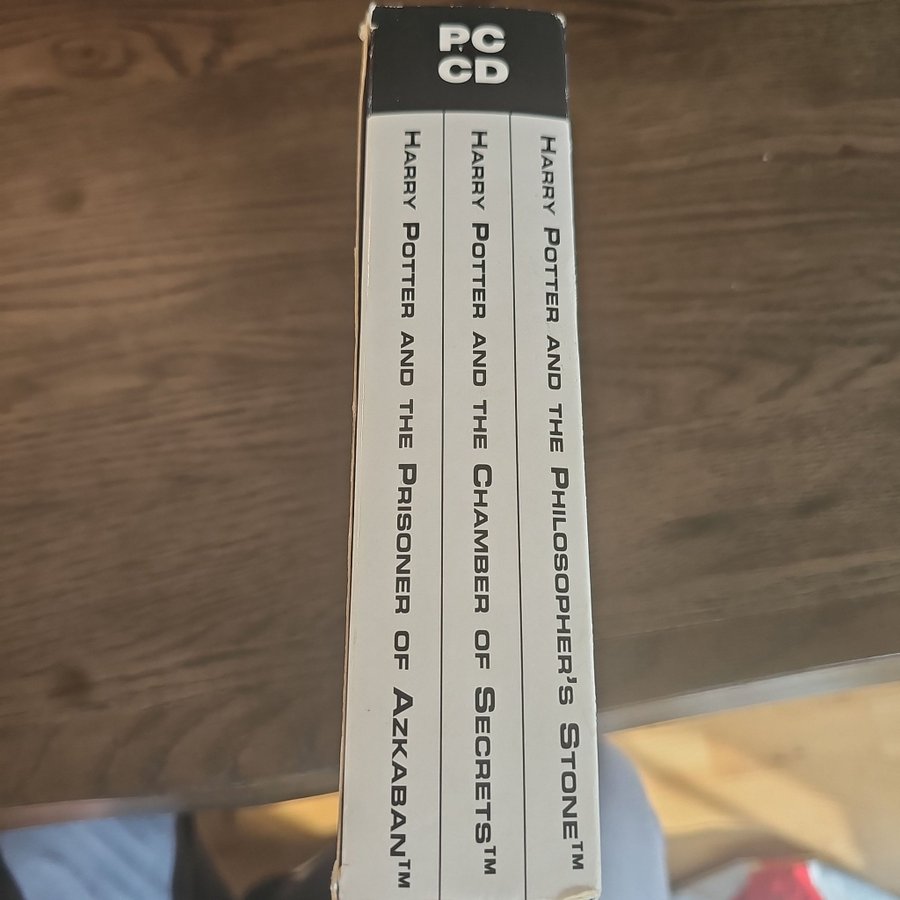 PC
CD
Harry Potter and the Philosopher's Stone™
Harry Potter and the Chamber of Secrets™
Harry Potter and the Prisoner of Azkaban™